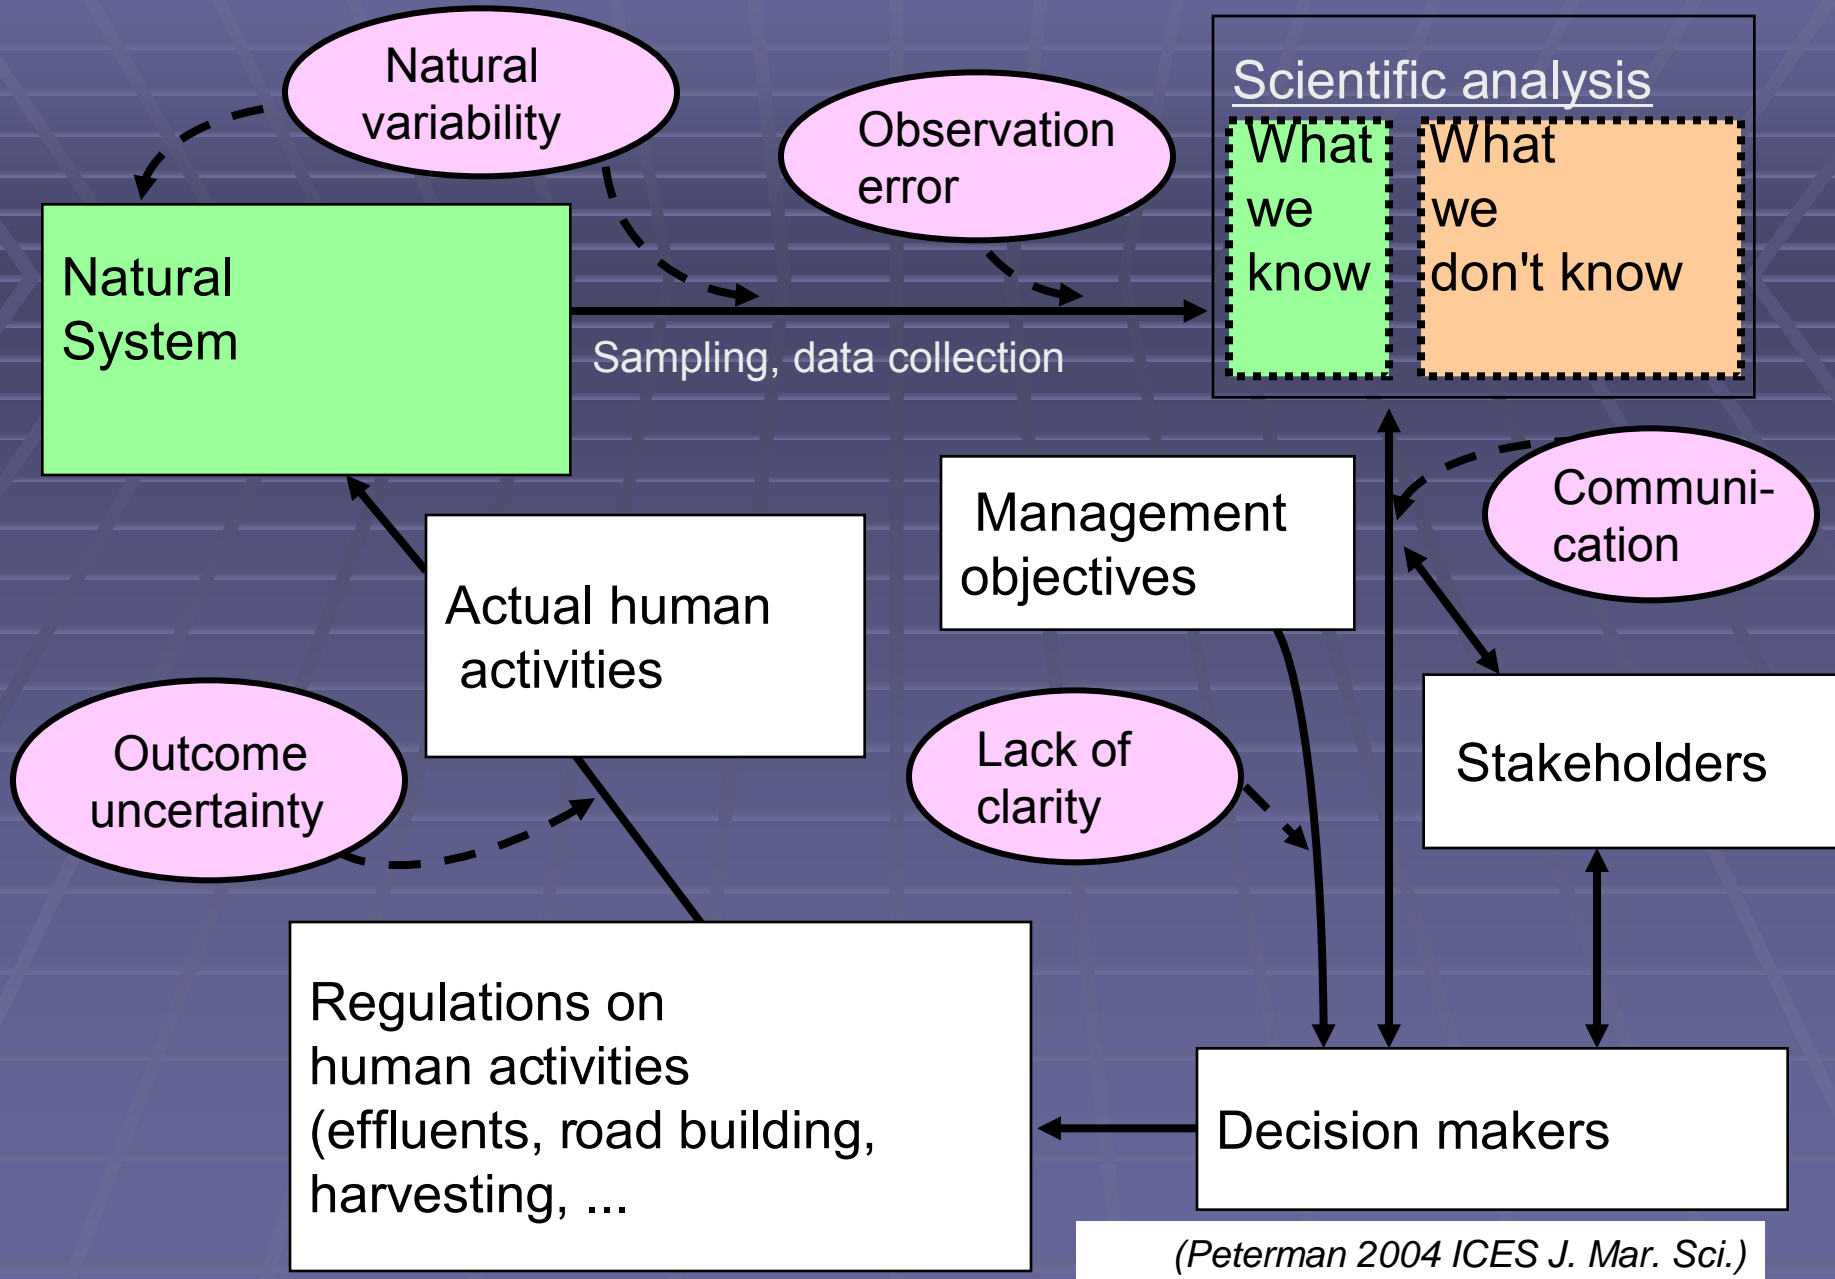 Natural
variability
Observation
error
Scientific analysis
What
we
know
What
we
don't know
Natural
System
Sampling, data collection
Management
objectives
Communi-
cation
Actual human
activities
Outcome
uncertainty
Lack of
clarity
Stakeholders
Regulations on
human activities
(effluents, road building,
harvesting, ...
Decision makers
(Peterman 2004 ICES J. Mar. Sci.)